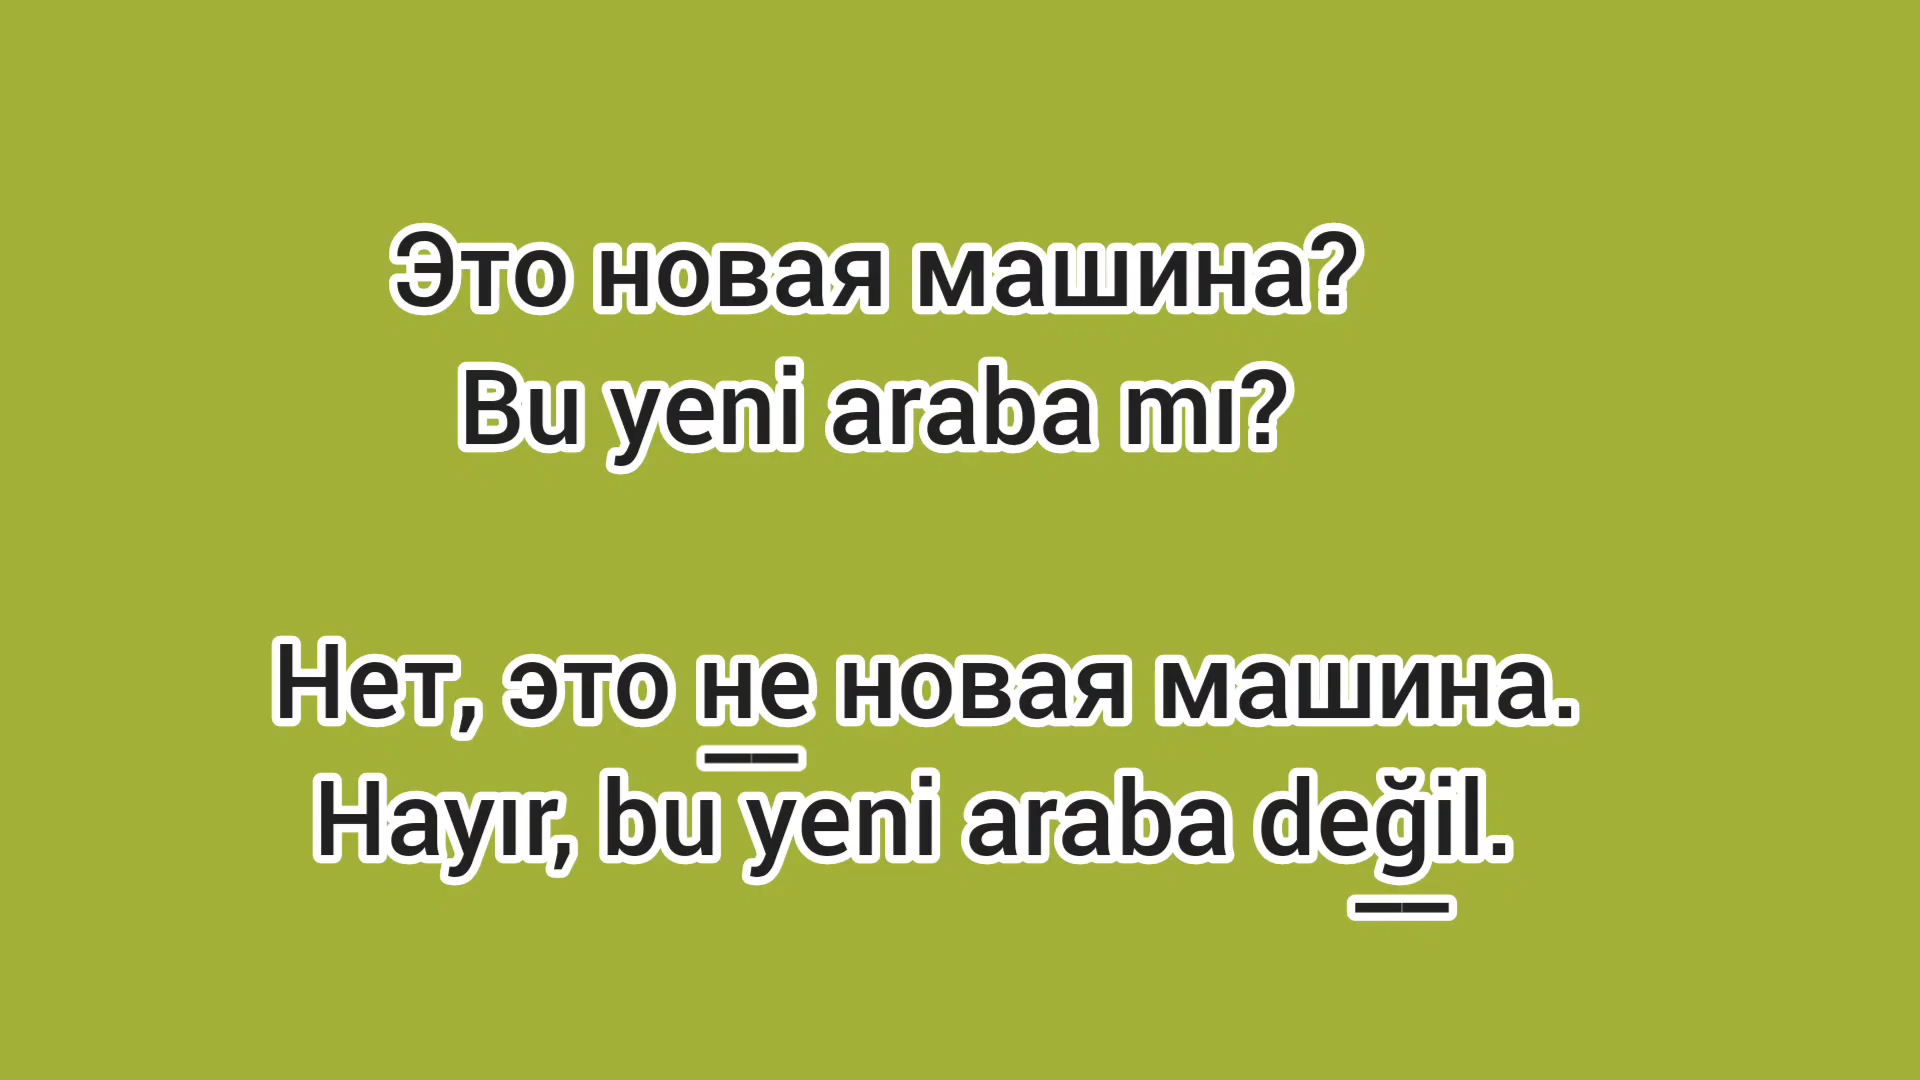 Это новая машина?
Bu yeni araba mı?
Нет, это не новая машина.
Hayır, bu yeni araba değil.